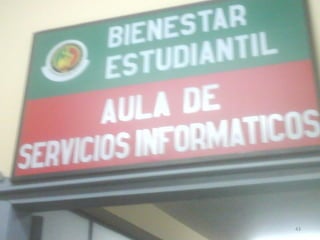 BIENESTAR
ESTUDIANTIL
AULA DE
SERVICIOS INFORMATICOS